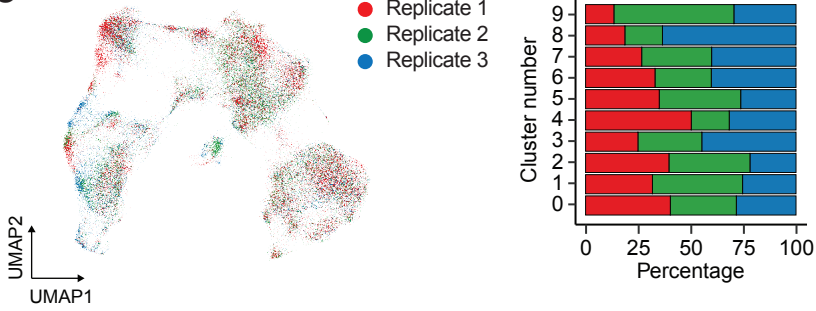 Replicate 1
Replicate 2
Replicate 3
UMAP2
UMAP1
Cluster number
9
8
7
6
5
4
3
2
1
0
0 25 50 75 100
Percentage